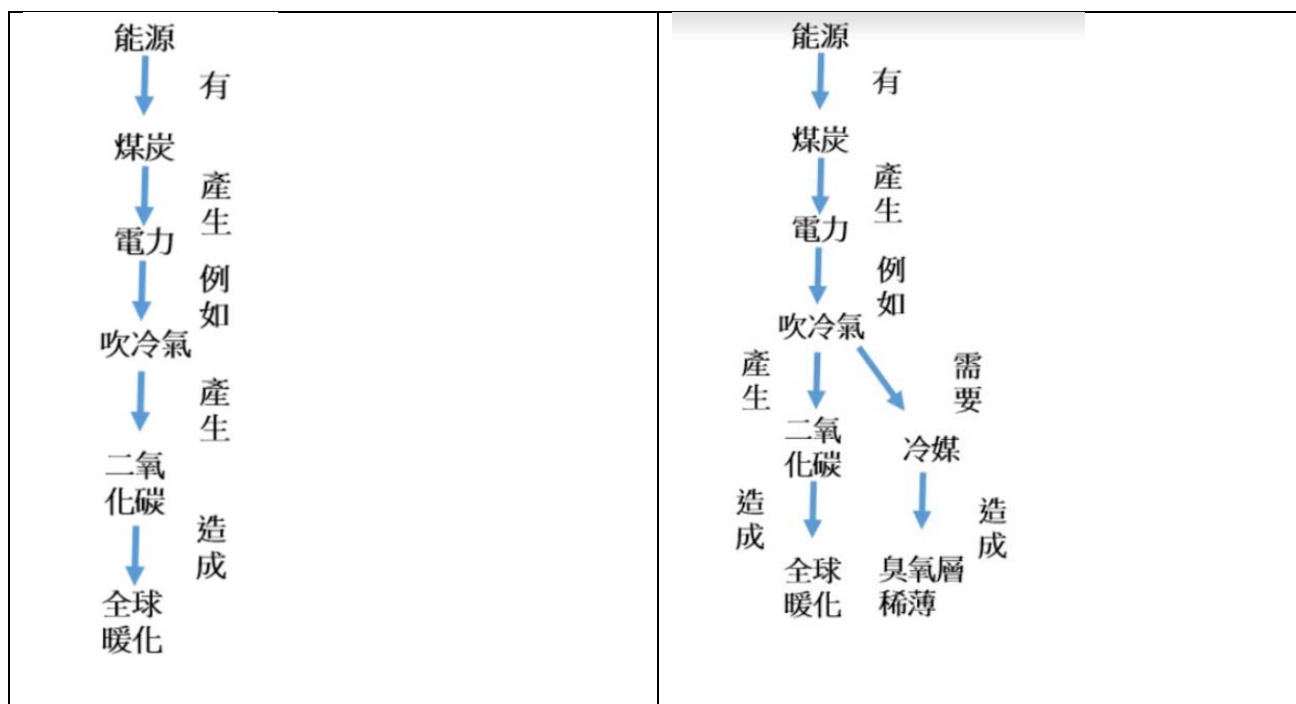 能源
有
煤炭
產
生
電力
例
如
吹冷氣
產
生
二氧
化碳
造
成
全球
暖化
能源
有
煤炭
產
生
電力
例
如
吹冷氣
產
生
需
要
二氧
化碳
冷媒
造
成
造
成
全球
暖化
臭氧層
稀薄